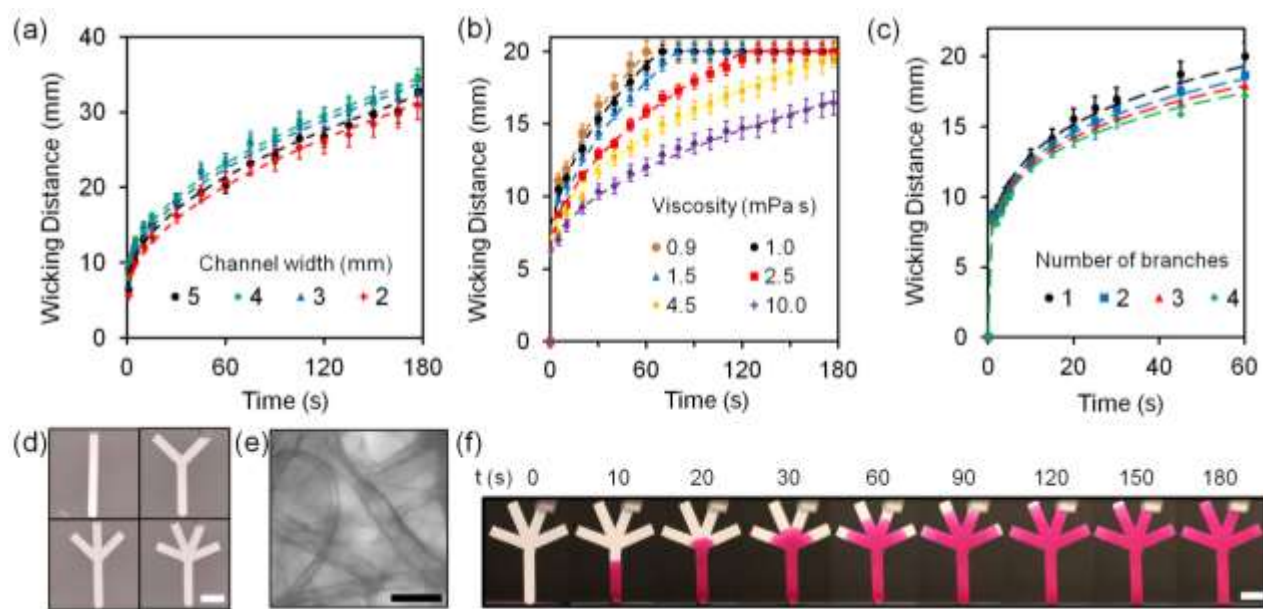 (a)
40
30
20
10
0
Wicking Distance (mm)
Channel width (mm)
5 4 3 2
0 60 120 180
Time (s)
(b)
20
15
10
5
0
Wicking Distance (mm)
Viscosity (mPa s)
0.9 1.0
1.5 2.5
4.5 10.0
0 60 120 180
Time (s)
(c)
20
15
10
5
0
Wicking Distance (mm)
Number of branches
1 2 3 4
0 20 40 60
Time (s)
(d)
(e)
(f)
t (s) 0 10 20 30 60 90 120 150 180